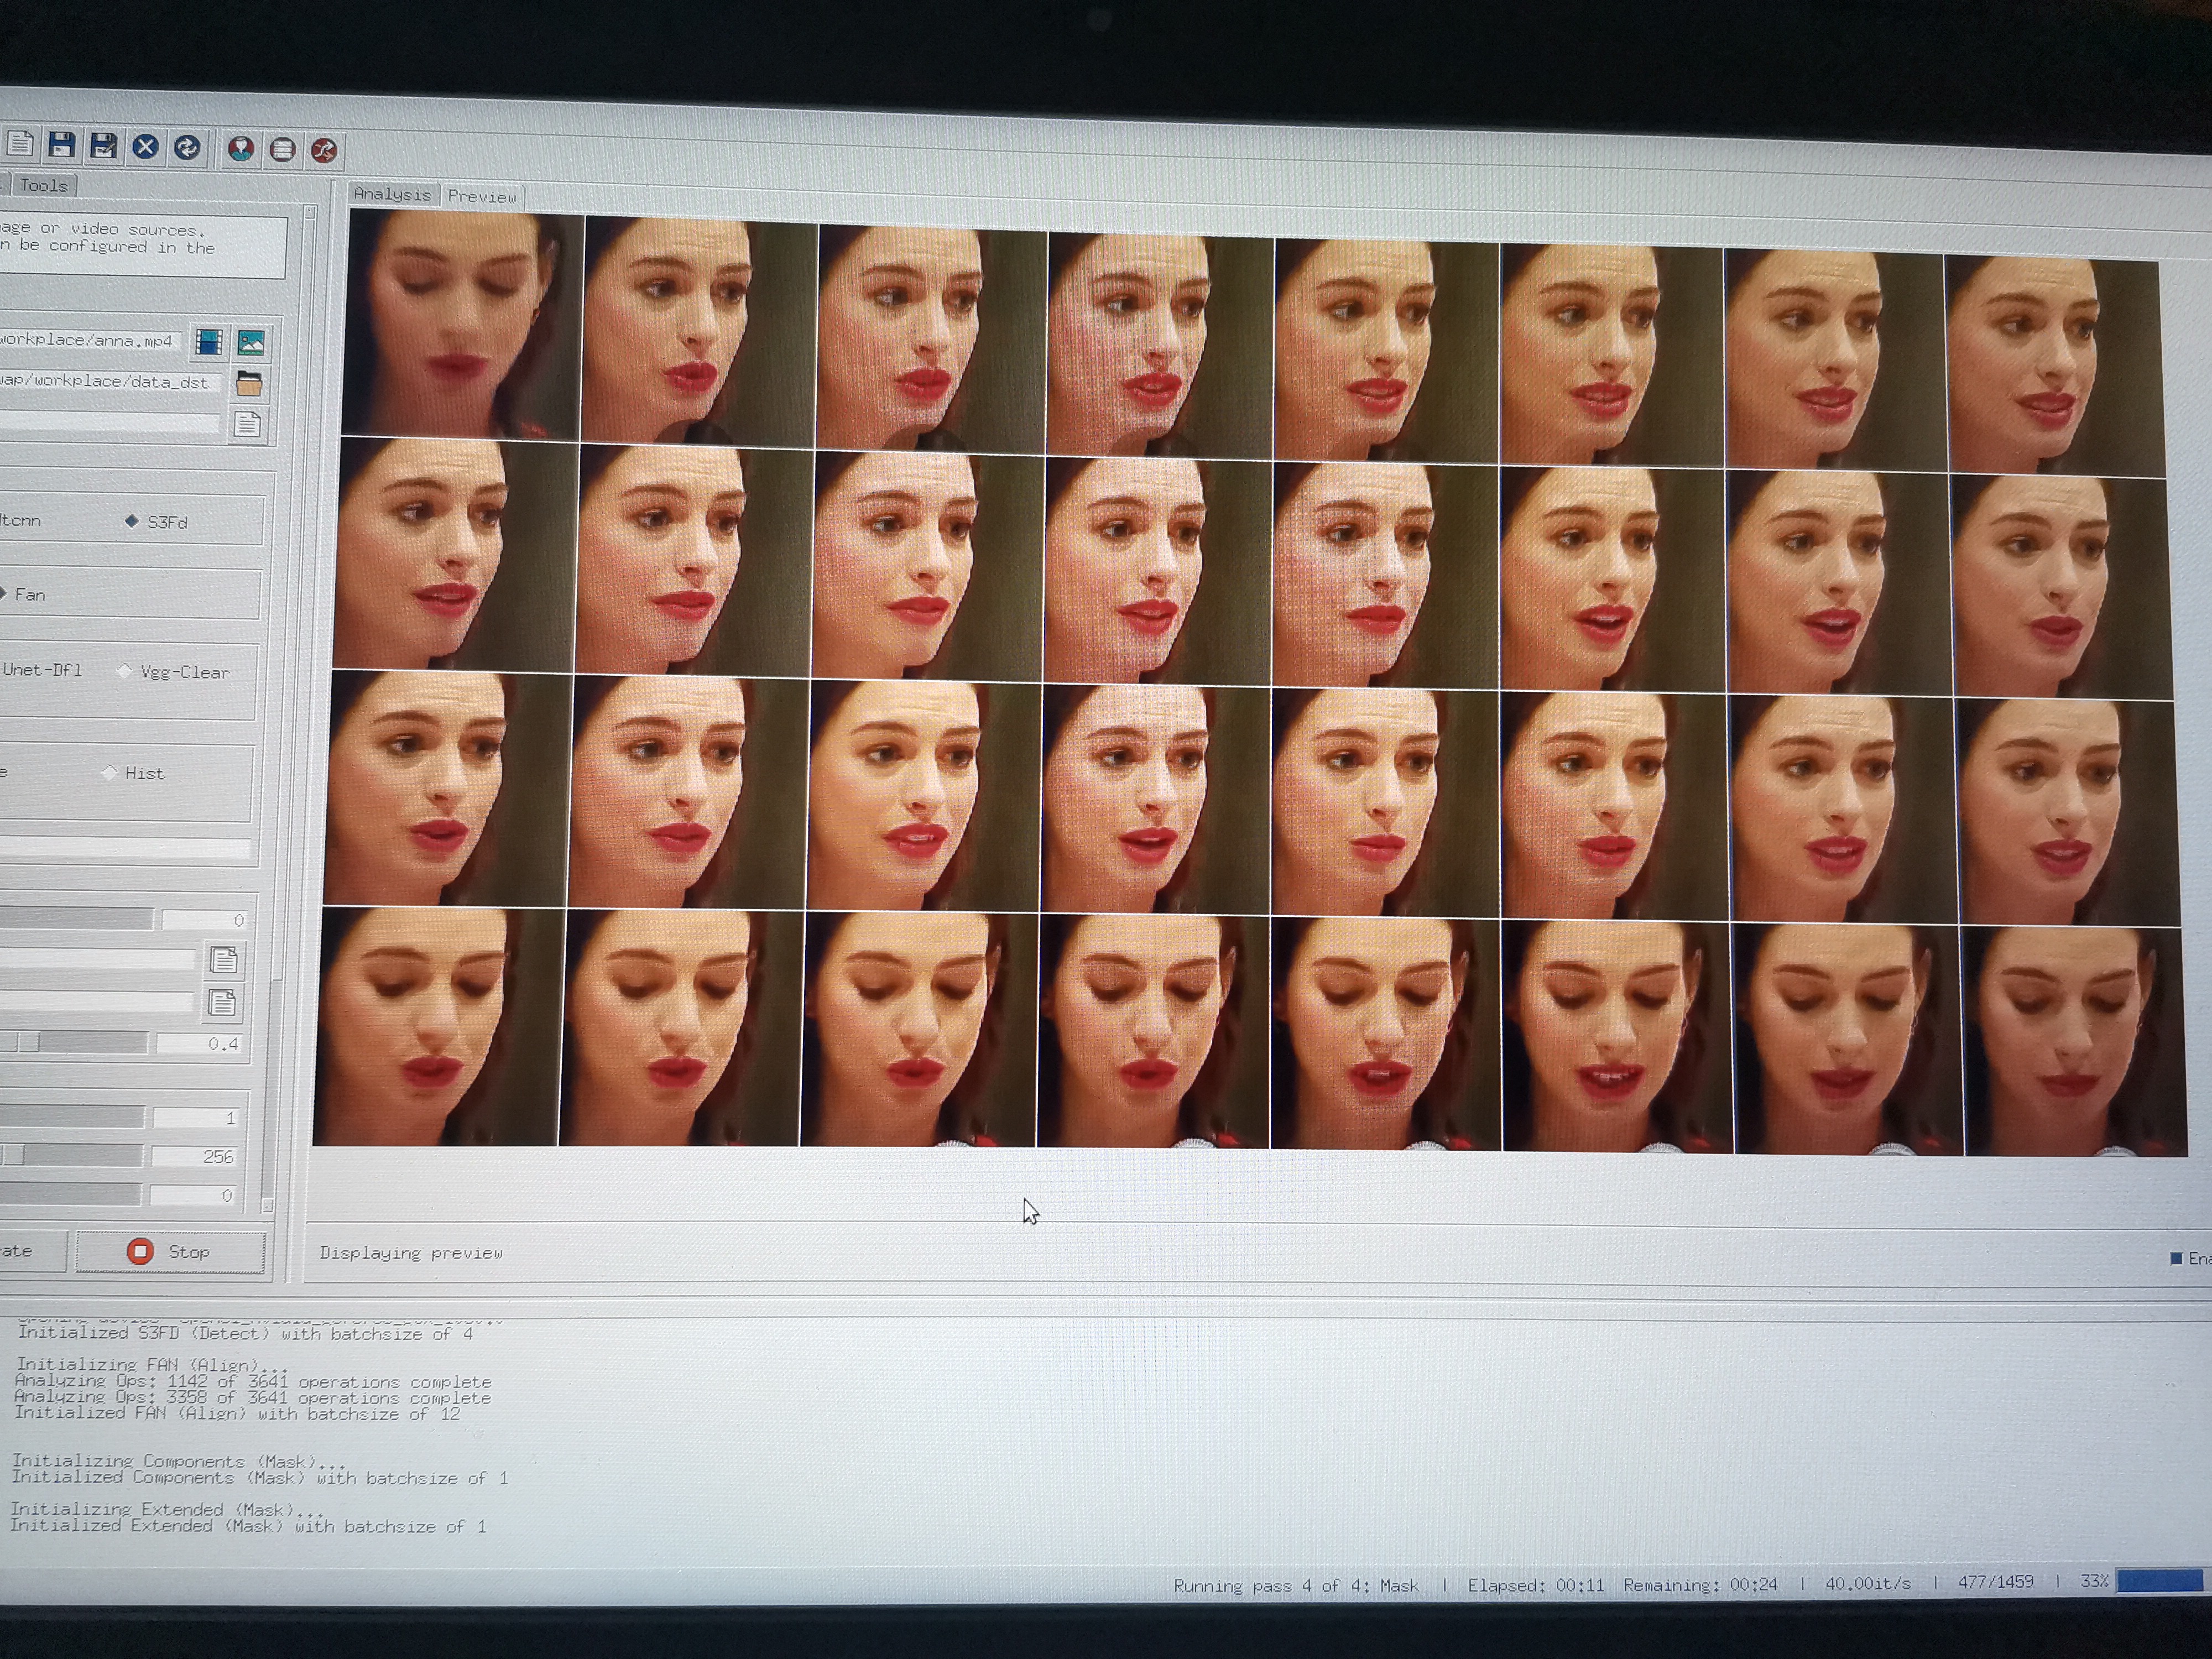 Tools
Analysis
Preview
age or video sources.
n be configured in the
workplace/anna.mp4
wap/workplace/data_dst
S3Fd
Fan
Unet-Dfl
Vgg-Clear
Hist
0
0.4
1
256
0
ate
Stop
Displaying preview
Ena
Initialized S3FD (Detect) with batchsize of 4
Initializing FAN (Align)...
Analyzing Ops: 1142 of 3641 operations complete
Analyzing Ops: 3358 of 3641 operations complete
Initialized FAN (Align) with batchsize of 12
Initializing Components (Mask)...
Initialized Components (Mask) with batchsize of 1
Initializing Extended (Mask)...
Initialized Extended (Mask) with batchsize of 1
Running pass 4 of 4: Mask | Elapsed: 00:11 Remaining: 00:24 | 40.00it/s | 477/1459 | 33%